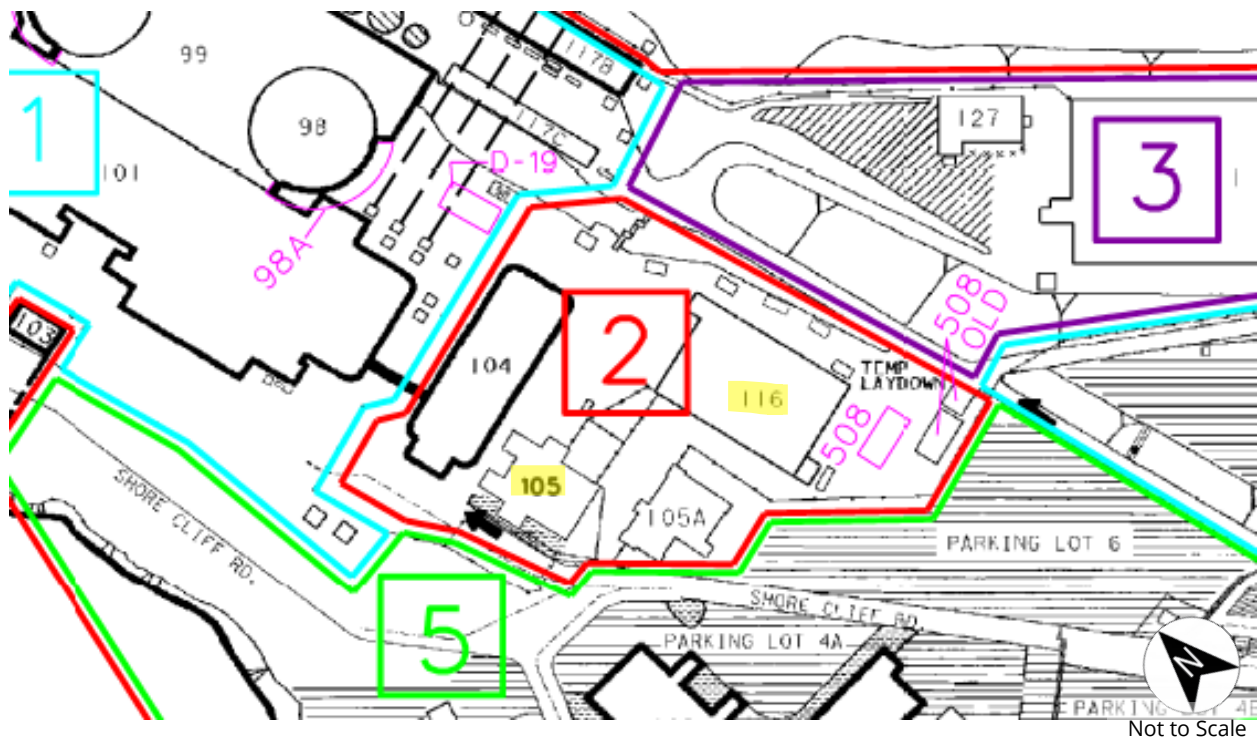 99
117B
98
117C
127
1
101
D-19
3
98A
508
OLD
103
104
2
116
TEMP
LAYDOWN
508
105
105A
SHORE CLIFF RD.
PARKING LOT 6
5
SHORE CLIFF RD
PARKING LOT 4A
N
PARKING LOT 4B
Not to Scale